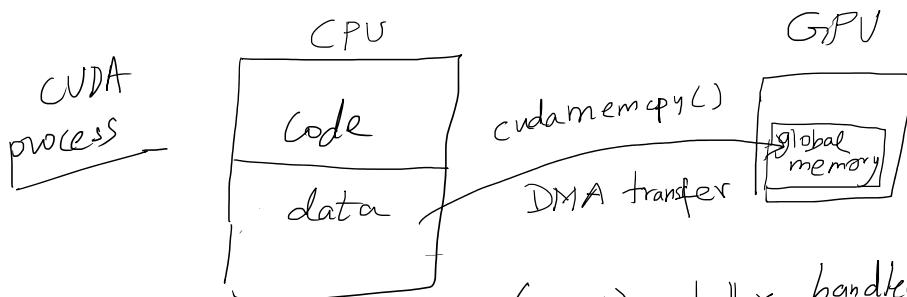 CPU
GPU
CUDA
process
code
data
cudamemcpy()
DMA transfer
global
memory
handle